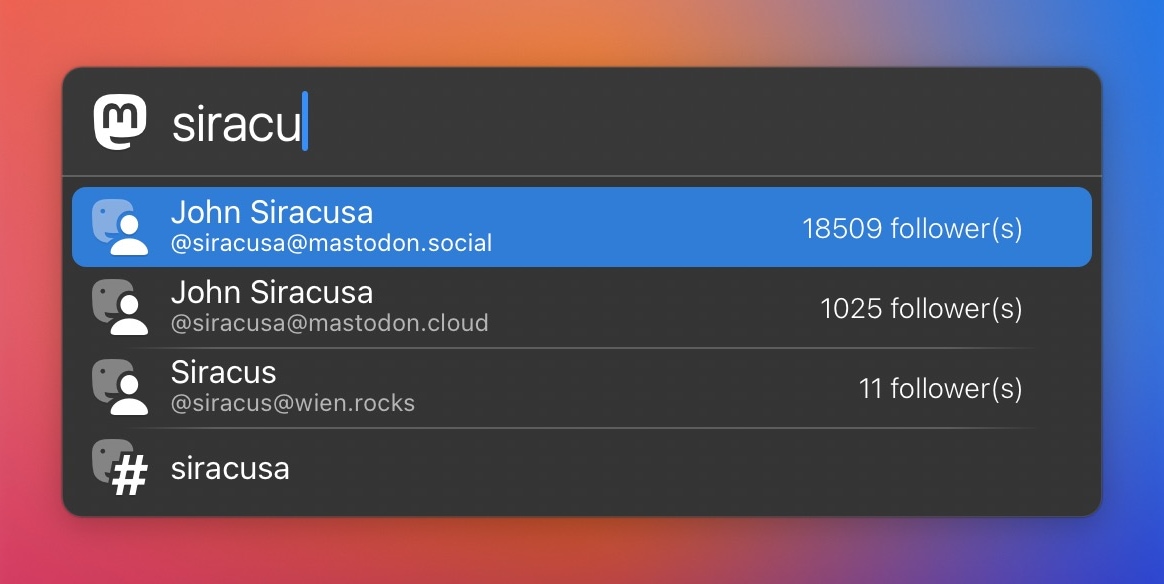 siracu
John Siracusa
@siracusa@mastodon.social
18509 follower(s)
John Siracusa
@siracusa@mastodon.cloud
1025 follower(s)
Siracus
@siracus@wien.rocks
11 follower(s)
# siracusa